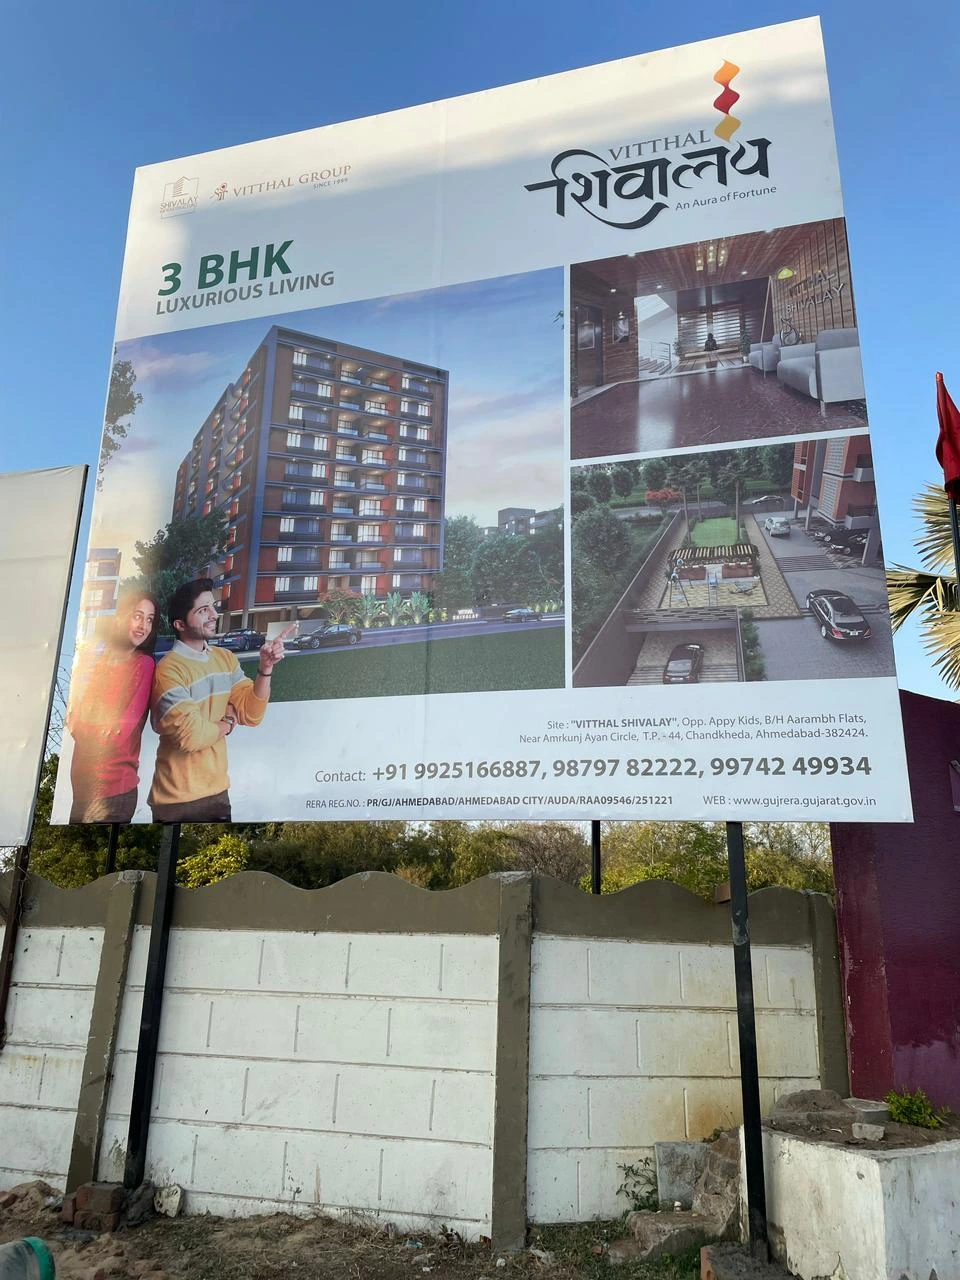 SHIVALAY
INFRASTRUCTURE
VITTHAL GROUP
SINCE 1999
VITTHAL
शिवालय
An Aura of Fortune
3 BHK
LUXURIOUS LIVING
VITTHAL
SHIVALAY
VITTHAL
SHIVALAY
Site : "VITTHAL SHIVALAY", Opp. Appy Kids, B/H Aarambh Flats,
Near Amrkunj Ayan Circle, T.P. - 44, Chandkheda, Ahmedabad-382424.
Contact: +91 9925166887, 98797 82222, 99742 49934
RERA REG.NO. : PR/GJ/AHMEDABAD/AHMEDABAD CITY/AUDA/RAA09546/251221 WEB : www.gujrera.gujarat.gov.in